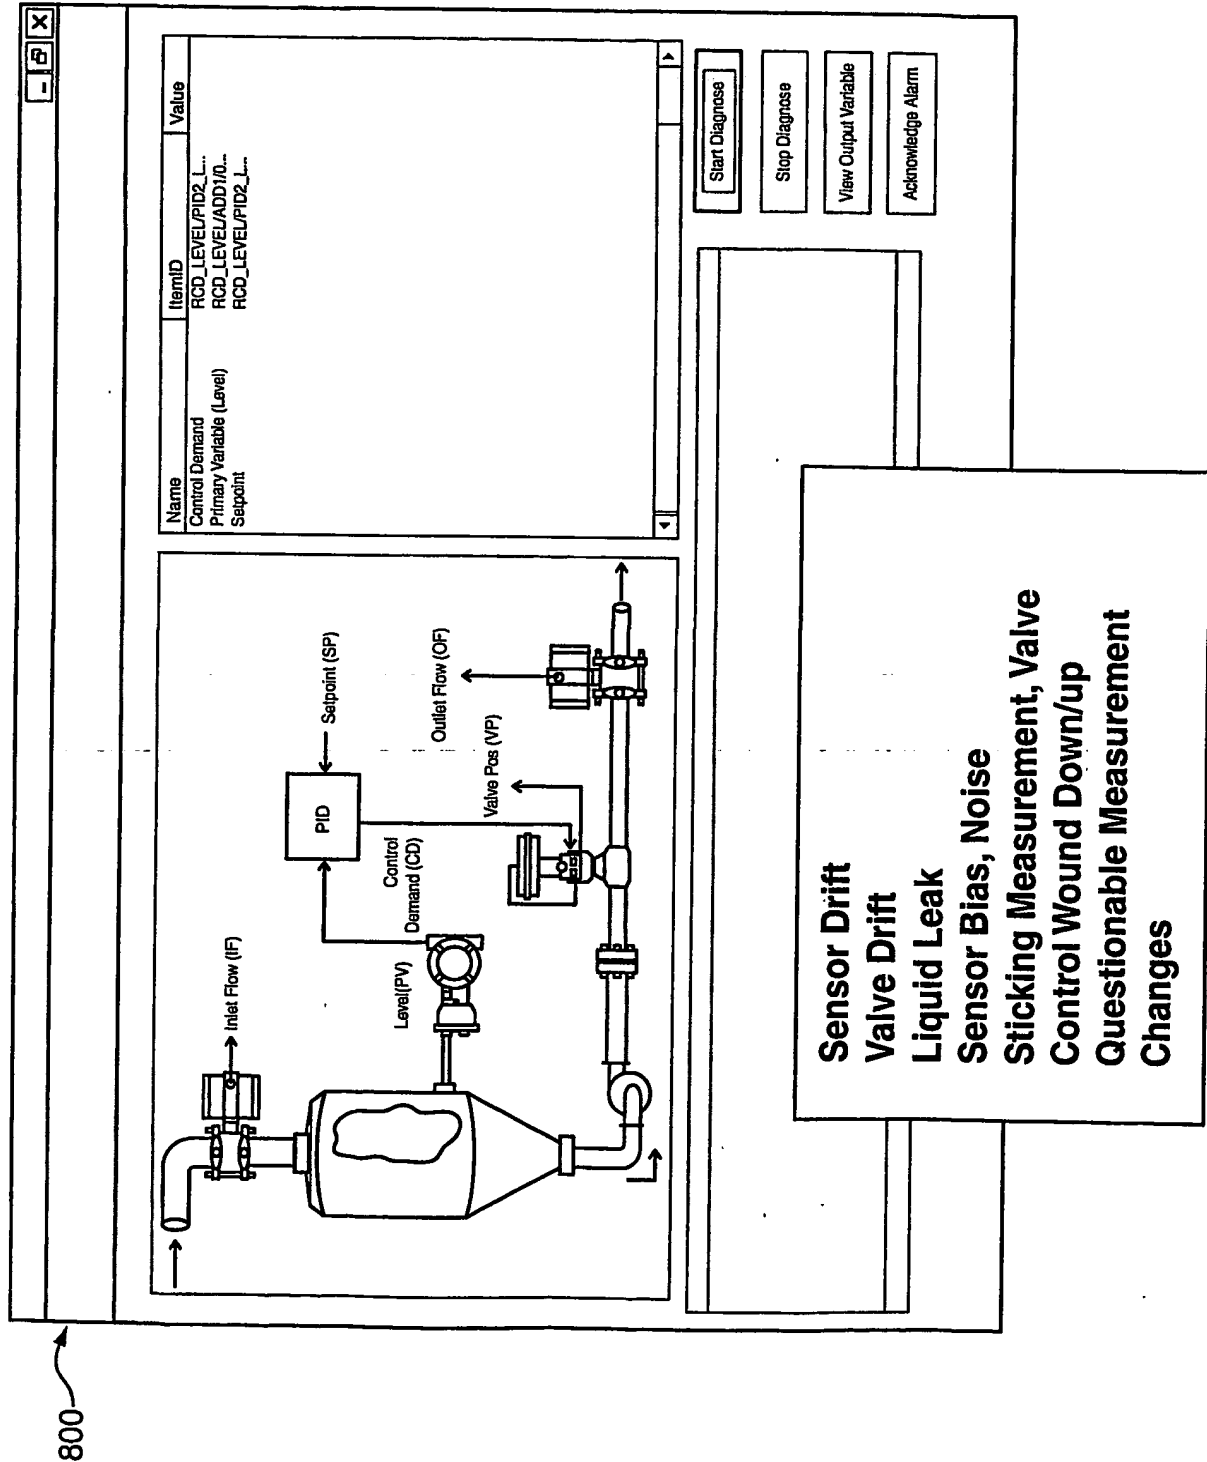 800
Inlet Flow (IF)
Level(PV)
Control
Demand (CD)
PID
Setpoint (SP)
Valve Pos (VP)
Outlet Flow (OF)
Name ItemID Value
Control Demand RCD_LEVEL/PID2_L...
Primary Variable (Level) RCD_LEVEL/ADD1/0...
Setpoint RCD_LEVEL/PID2_L...
Start Diagnose
Stop Diagnose
View Output Variable
Acknowledge Alarm
Sensor Drift
Valve Drift
Liquid Leak
Sensor Bias, Noise
Sticking Measurement, Valve
Control Wound Down/up
Questionable Measurement
Changes